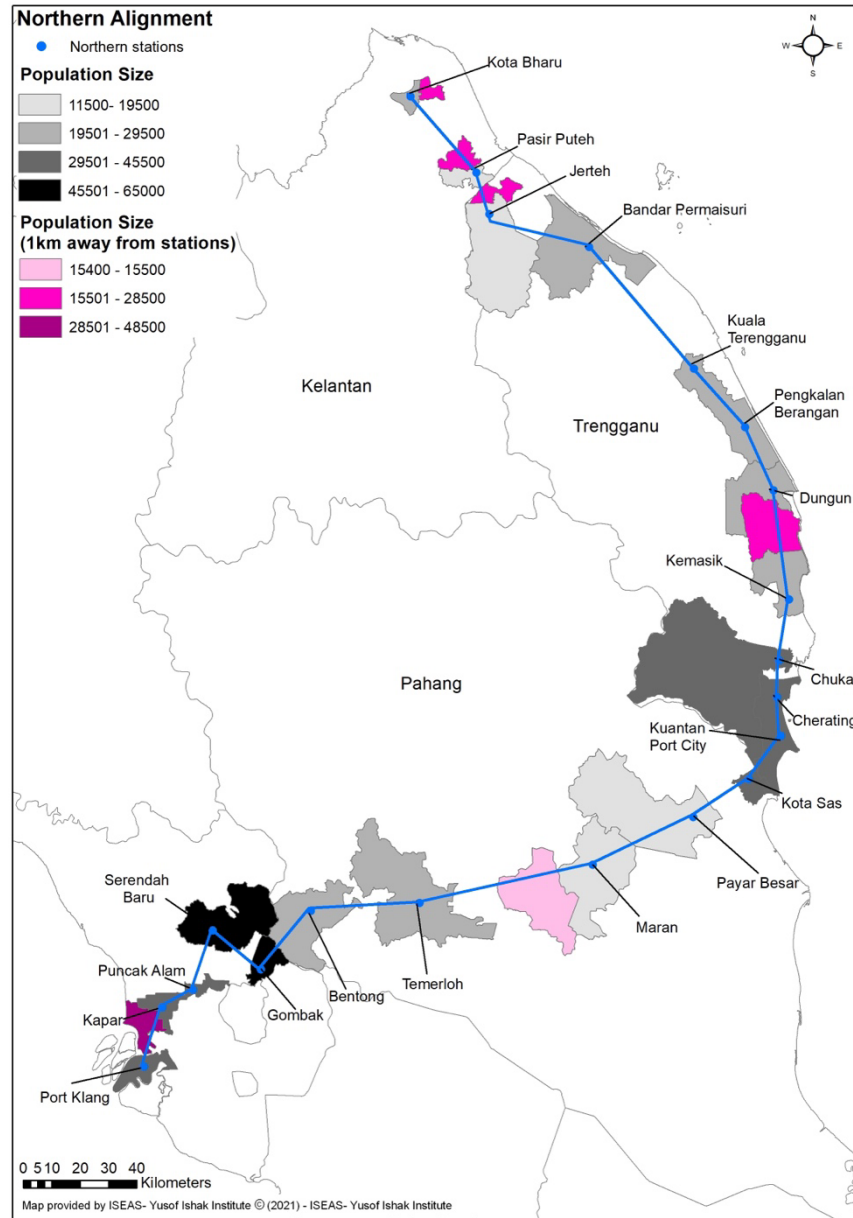 Northern Alignment
Northern stations
Population Size
11500- 19500
19501 - 29500
29501 - 45500
45501 - 65000
Population Size
(1km away from stations)
15400 - 15500
15501 - 28500
28501 - 48500
N
W
E
S
Kota Bharu
Pasir Puteh
Jerteh
Bandar Permaisuri
Kuala
Terengganu
Kelantan
Pengkalan
Berangan
Trengganu
Dungun
Kemasik
Pahang
Chukai
Cherating
Kuantan
Port City
Kota Sas
Payar Besar
Serendah
Baru
Maran
Puncak Alam
Temerloh
Bentong
Gombak
Kapar
Port Klang
0 510 20 30 40
Kilometers
Map provided by ISEAS- Yusof Ishak Institute © (2021) - ISEAS- Yusof Ishak Institute